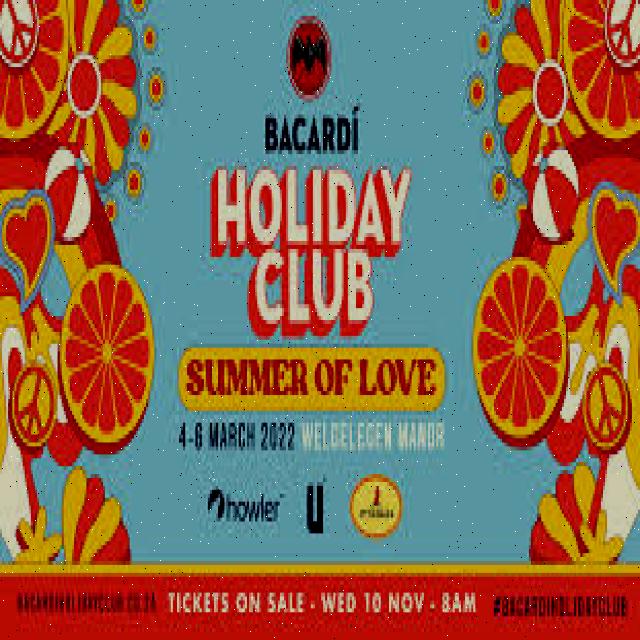 BACARDÍ
HOLIDAY
CLUB
SUMMER OF LOVE
4-6 MARCH 2022 WELGELEGEN MANOR
howler
BACARDIHOLIDAYCLUB.CO.ZA TICKETS ON SALE - WED 10 NOV - 8AM #BACARDIHOLIDAYCLUB